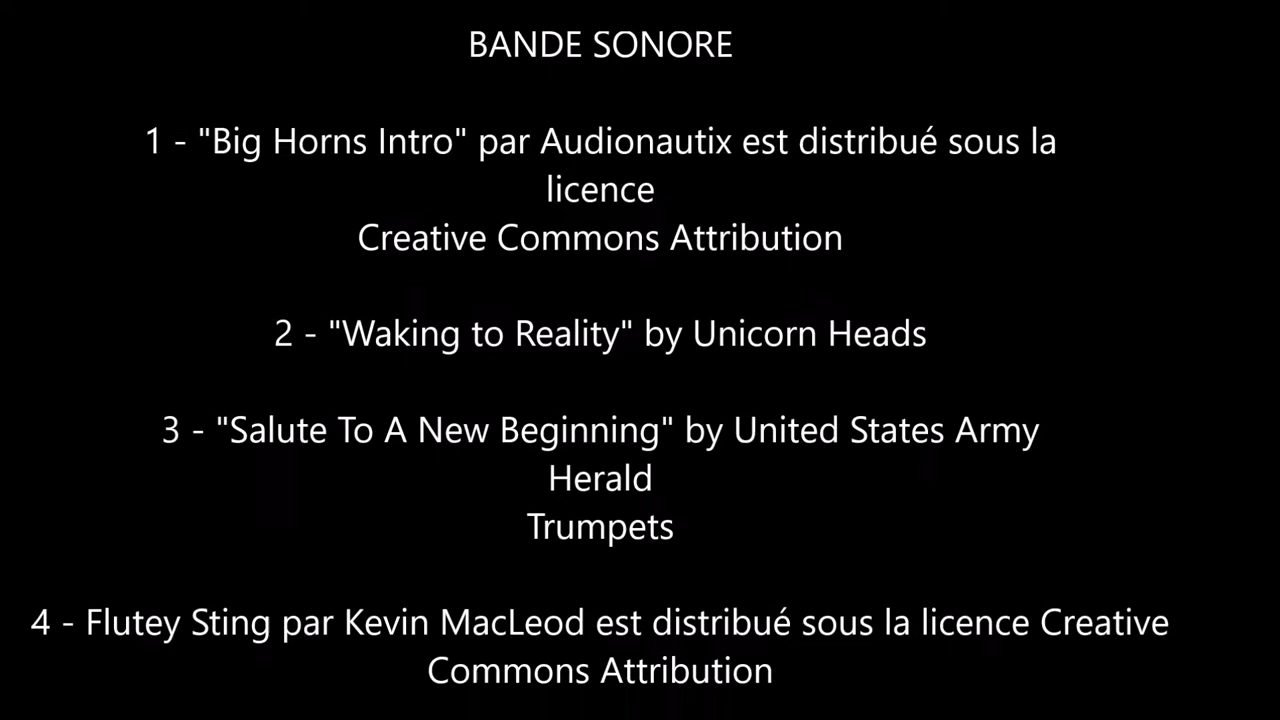 BANDE SONORE
1 - "Big Horns Intro" par Audionautix est distribué sous la
licence
Creative Commons Attribution
2 - "Waking to Reality" by Unicorn Heads
3 - "Salute To A New Beginning" by United States Army
Herald
Trumpets
4 - Flutey Sting par Kevin MacLeod est distribué sous la licence Creative
Commons Attribution